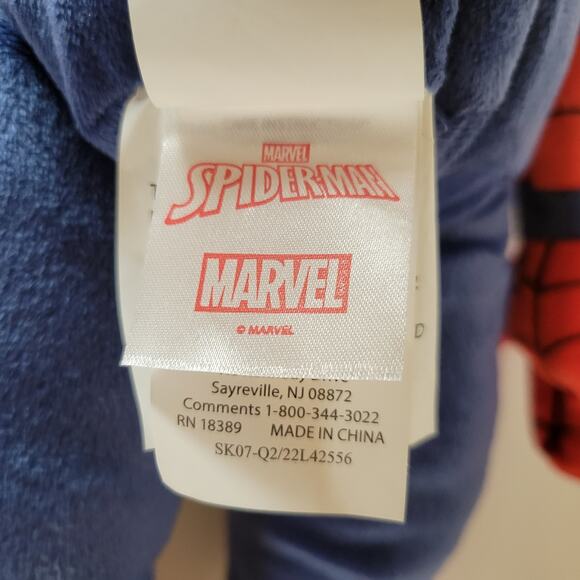 MARVEL
SPIDER-MAN
MARVEL
© MARVEL
Sayreville, NJ 08872
Comments 1-800-344-3022
RN 18389 MADE IN CHINA
SK07-Q2/22L42556